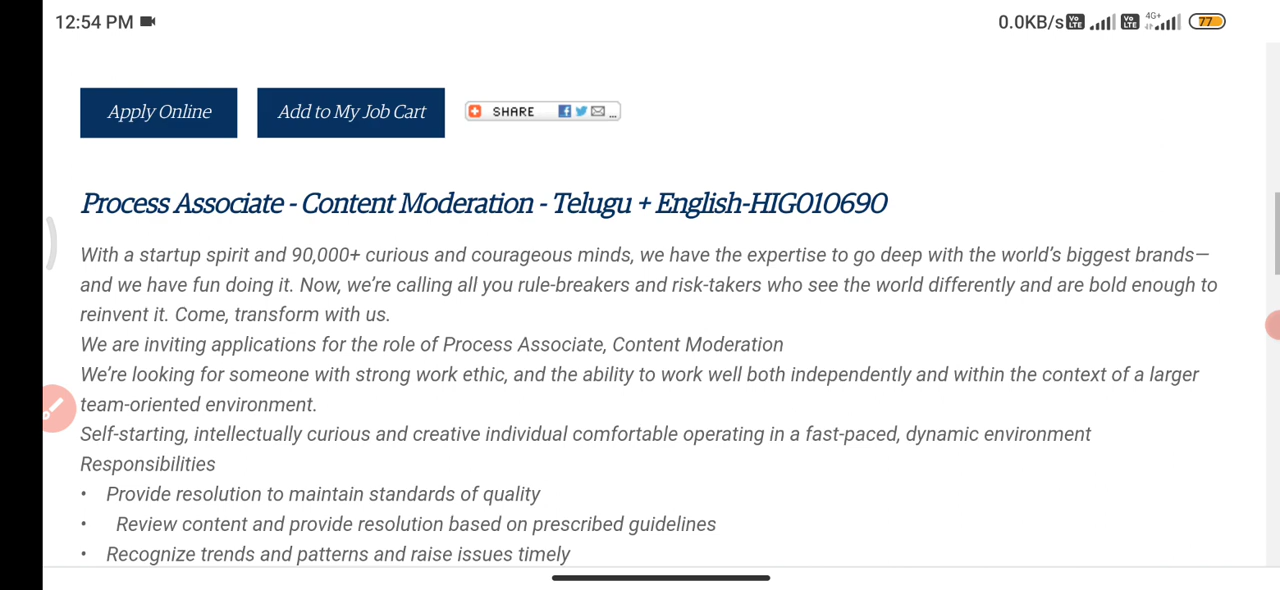 12:54 PM
0.0KB/s Vo LTE Vo LTE 4G+ 77
Apply Online
Add to My Job Cart
SHARE ...
Process Associate - Content Moderation - Telugu + English-HIG010690
With a startup spirit and 90,000+ curious and courageous minds, we have the expertise to go deep with the world’s biggest brands—
and we have fun doing it. Now, we’re calling all you rule-breakers and risk-takers who see the world differently and are bold enough to
reinvent it. Come, transform with us.
We are inviting applications for the role of Process Associate, Content Moderation
We’re looking for someone with strong work ethic, and the ability to work well both independently and within the context of a larger
team-oriented environment.
Self-starting, intellectually curious and creative individual comfortable operating in a fast-paced, dynamic environment
Responsibilities
• Provide resolution to maintain standards of quality
• Review content and provide resolution based on prescribed guidelines
• Recognize trends and patterns and raise issues timely